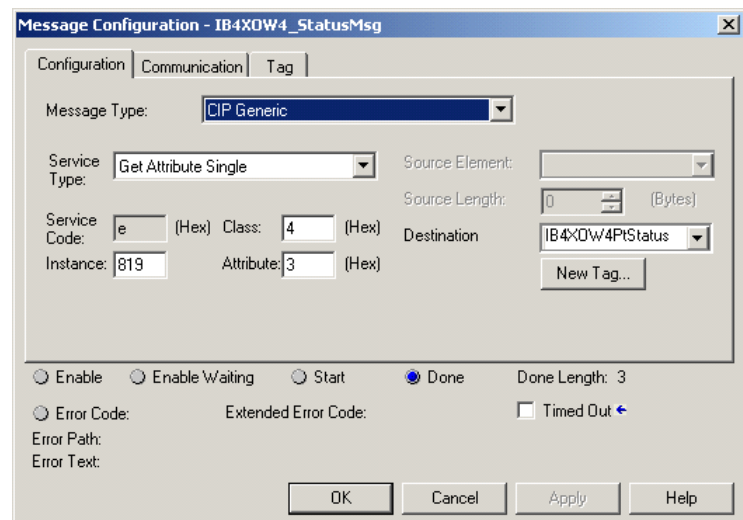 Message Configuration - IB4XOW4_StatusMsg
Configuration Communication Tag
Message Type: CIP Generic
Service Type: Get Attribute Single Source Element:
Source Length: 0 (Bytes)
Service Code: e (Hex) Class: 4 (Hex) Destination IB4XOW4PtStatus
Instance: 819 Attribute: 3 (Hex) New Tag...
Enable Enable Waiting Start Done Done Length: 3
Error Code: Extended Error Code: Timed Out
Error Path:
Error Text:
OK Cancel Apply Help